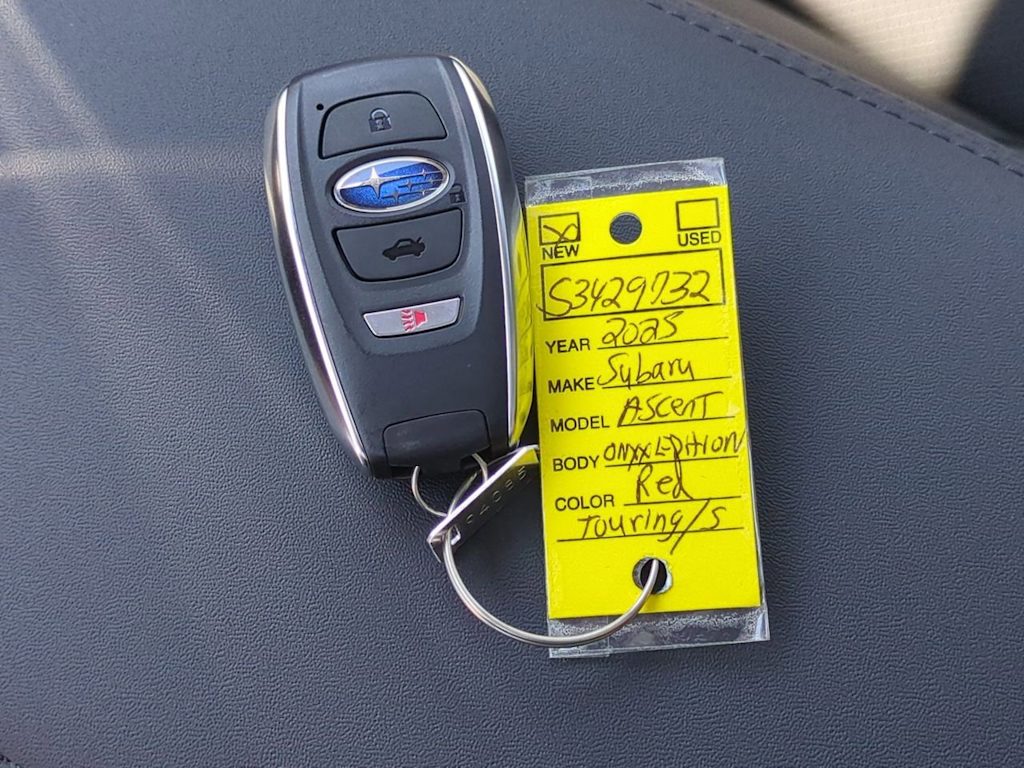 NEW USED
S3429732
YEAR 2025
MAKE Subaru
MODEL Ascent
BODY Onyx Edition
COLOR Red
Touring/S